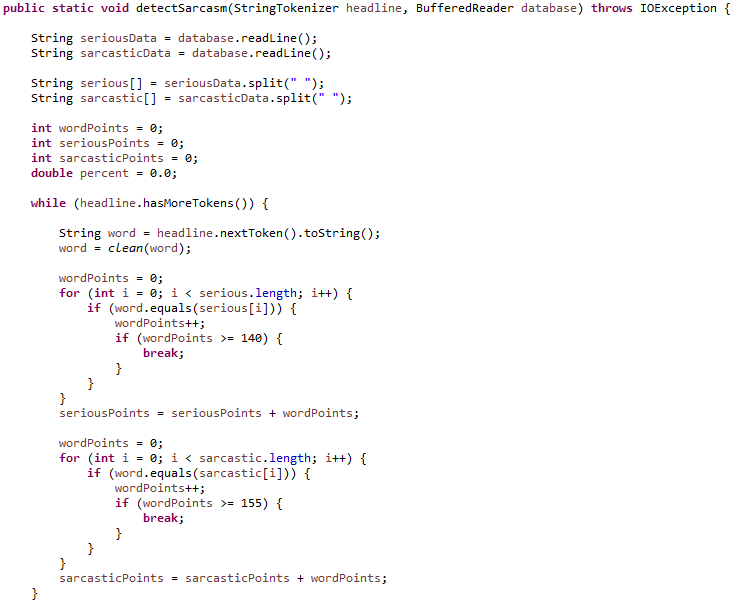 public static void detectSarcasm(StringTokenizer headline, BufferedReader database) throws IOException {
String seriousData = database.readLine();
String sarcasticData = database.readLine();
String serious[] = seriousData.split(" ");
String sarcastic[] = sarcasticData.split(" ");
int wordPoints = 0;
int seriousPoints = 0;
int sarcasticPoints = 0;
double percent = 0.0;
while (headline.hasMoreTokens()) {
String word = headline.nextToken().toString();
word = clean(word);
wordPoints = 0;
for (int i = 0; i < serious.length; i++) {
if (word.equals(serious[i])) {
wordPoints++;
if (wordPoints >= 140) {
break;
}
}
}
seriousPoints = seriousPoints + wordPoints;
wordPoints = 0;
for (int i = 0; i < sarcastic.length; i++) {
if (word.equals(sarcastic[i])) {
wordPoints++;
if (wordPoints >= 155) {
break;
}
}
}
sarcasticPoints = sarcasticPoints + wordPoints;
}